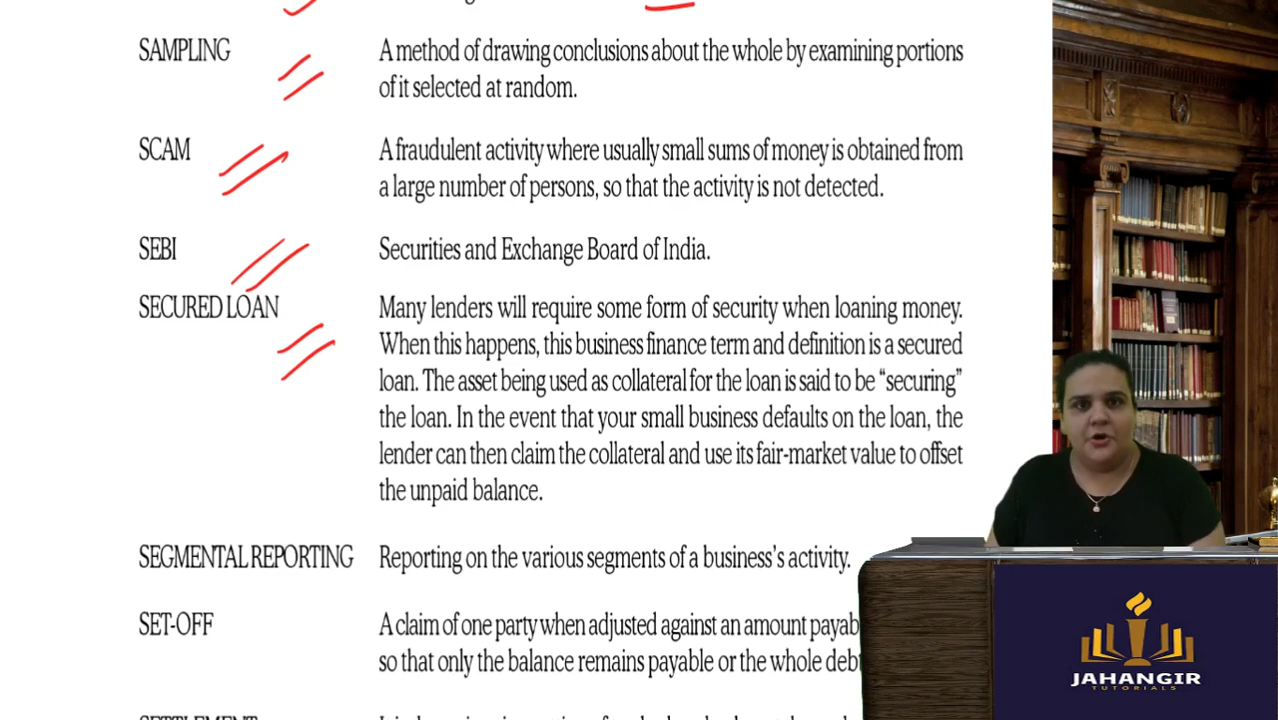 SAMPLING A method of drawing conclusions about the whole by examining portions
of it selected at random.
SCAM A fraudulent activity where usually small sums of money is obtained from
a large number of persons, so that the activity is not detected.
SEBI Securities and Exchange Board of India.
SECURED LOAN Many lenders will require some form of security when loaning money.
When this happens, this business finance term and definition is a secured
loan. The asset being used as collateral for the loan is said to be “securing”
the loan. In the event that your small business defaults on the loan, the
lender can then claim the collateral and use its fair-market value to offset
the unpaid balance.
SEGMENTAL REPORTING Reporting on the various segments of a business's activity.
SET-OFF A claim of one party when adjusted against an amount payab
so that only the balance remains payable or the whole debt
SETTLEMENT
JAHANGIR
TUTORIALS